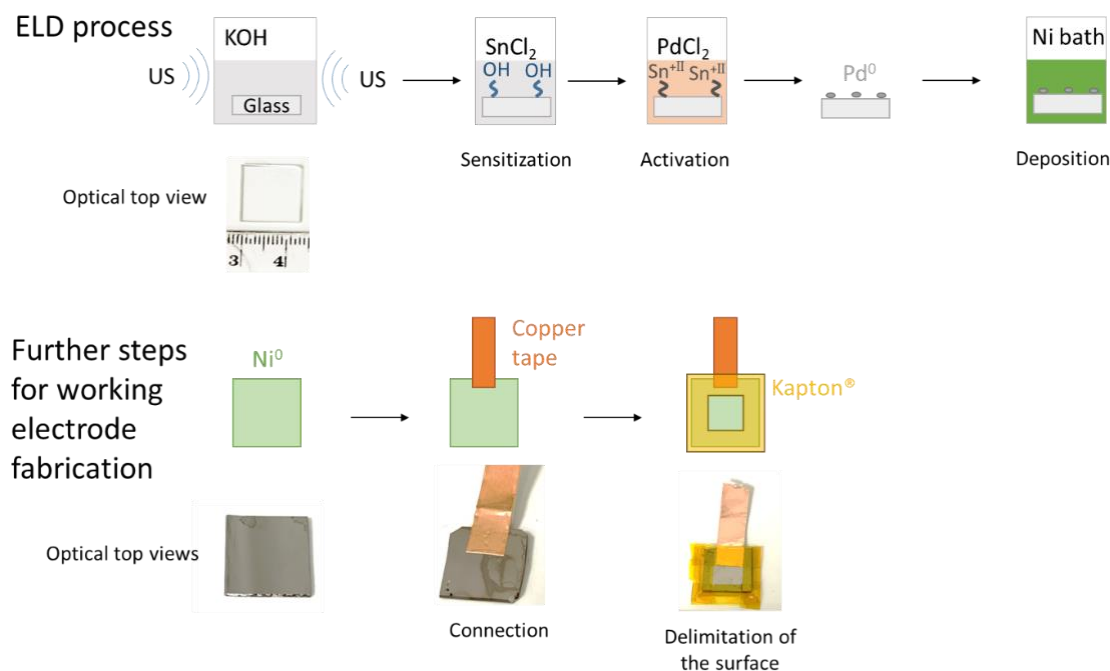 ELD process
US
KOH
Glass
US
SnCl₂
OH OH
Sensitization
PdCl₂
Sn⁺ᴵᴵ Sn⁺ᴵᴵ
Activation
Pd⁰
Ni bath
Deposition
Optical top view
3 4
Further steps
for working
electrode
fabrication
Ni⁰
Copper
tape
Kapton®
Optical top views
Connection
Delimitation of
the surface